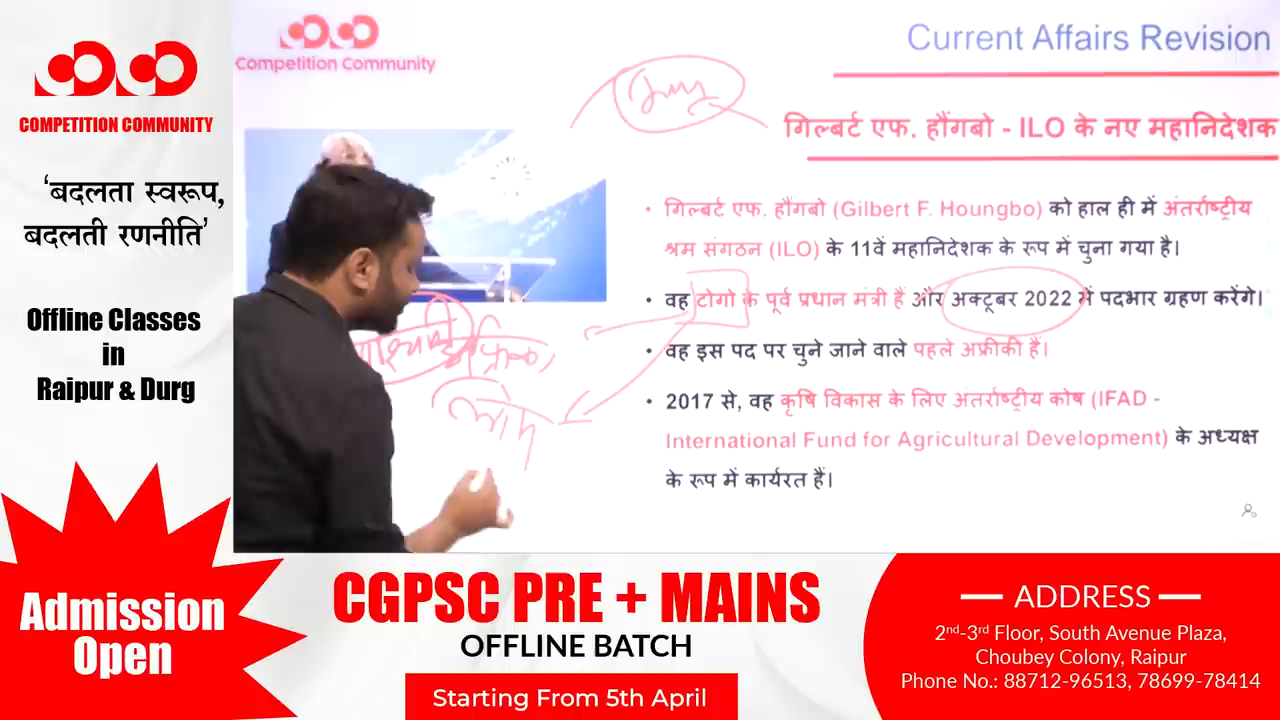 COMPETITION COMMUNITY
‘बदलता स्वरूप,
बदलती रणनीति’
Offline Classes
in
Raipur & Durg
Admission
Open
Competition Community
Current Affairs Revision
गिल्बर्ट एफ. हौंगबो - ILO के नए महानिदेशक
• गिल्बर्ट एफ. हौंगबो (Gilbert F. Houngbo) को हाल ही में अंतर्राष्ट्रीय
श्रम संगठन (ILO) के 11वें महानिदेशक के रूप में चुना गया है।
• वह टोगो के पूर्व प्रधान मंत्री हैं और अक्टूबर 2022 में पदभार ग्रहण करेंगे।
• वह इस पद पर चुने जाने वाले पहले अफ्रीकी हैं।
• 2017 से, वह कृषि विकास के लिए अंतर्राष्ट्रीय कोष (IFAD -
International Fund for Agricultural Development) के अध्यक्ष
के रूप में कार्यरत हैं।
CGPSC PRE + MAINS
OFFLINE BATCH
Starting From 5th April
ADDRESS
2nd-3rd Floor, South Avenue Plaza,
Choubey Colony, Raipur
Phone No.: 88712-96513, 78699-78414